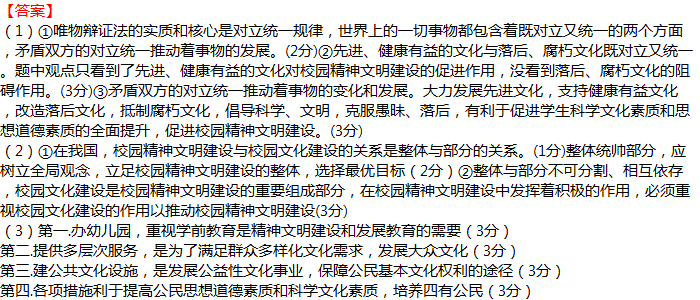 【答案】
（1）①唯物辩证法的实质和核心是对立统一规律，世界上的一切事物都包含着既对立又统一的两个方面
，矛盾双方的对立统一推动着事物的发展。(2分)②先进、健康有益的文化与落后、腐朽文化既对立又统一
。题中观点只看到了先进、健康有益的文化对校园精神文明建设的促进作用，没看到落后、腐朽文化的阻
碍作用。(3分)③矛盾双方的对立统一推动着事物的变化和发展。大力发展先进文化，支持健康有益文化
，改造落后文化，抵制腐朽文化，倡导科学、文明，克服愚昧、落后，有利于促进学生科学文化素质和思
想道德素质的全面提升，促进校园精神文明建设。(3分)
（2）①在我国，校园精神文明建设与校园文化建设的关系是整体与部分的关系。(1分)整体统帅部分，应
树立全局观念，立足校园精神文明建设的整体，选择最优目标（2分）②整体与部分不可分割、相互依存
，校园文化建设是校园精神文明建设的重要组成部分，在校园精神文明建设中发挥着积极的作用，必须重
视校园文化建设的作用以推动校园精神文明建设(3分)
（3）第一.办幼儿园，重视学前教育是精神文明建设和发展教育的需要（3分）
第二.提供多层次服务，是为了满足群众多样化文化需求，发展大众文化（3分）
第三.建公共文化设施，是发展公益性文化事业，保障公民基本文化权利的途径（3分）
第四.各项措施利于提高公民思想道德素质和科学文化素质，培养四有公民（3分）